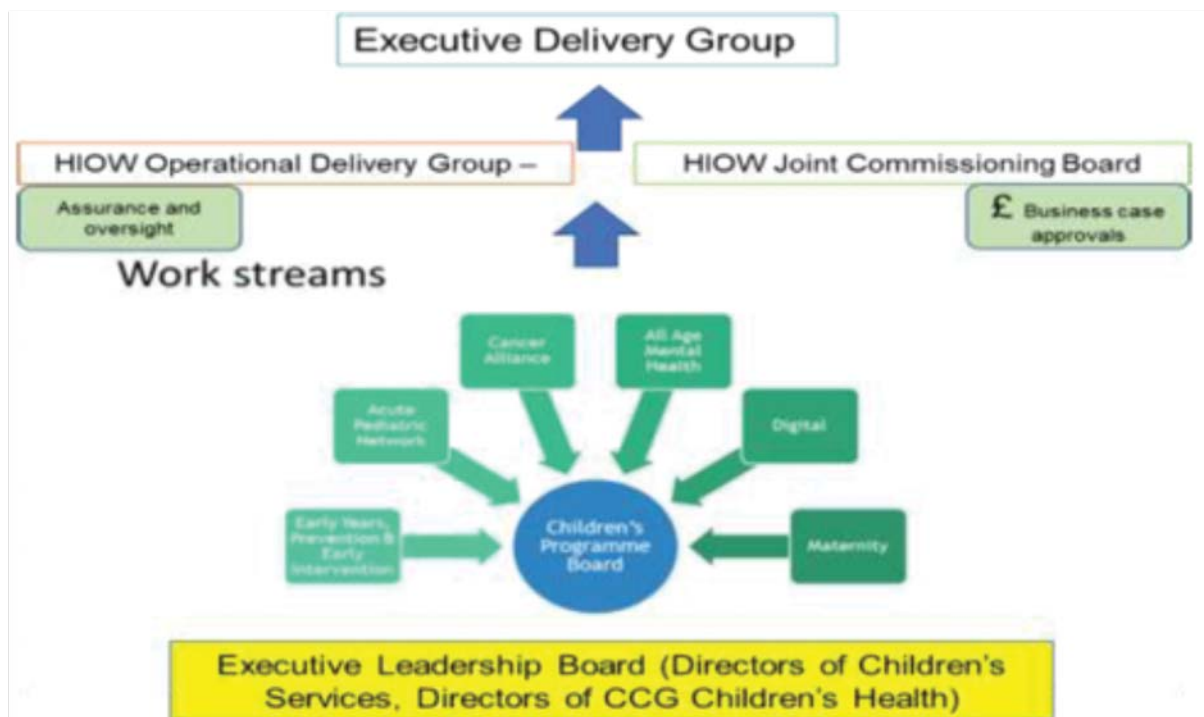 Executive Delivery Group
HIOW Operational Delivery Group –
HIOW Joint Commissioning Board
Assurance and
oversight
£ Business case
approvals
Work streams
Cancer
Alliance
All Age
Mental
Health
Acute
Pediatric
Network
Digital
Early Years,
Prevention &
Early
Intervention
Children's
Programme
Board
Maternity
Executive Leadership Board (Directors of Children's
Services, Directors of CCG Children's Health)